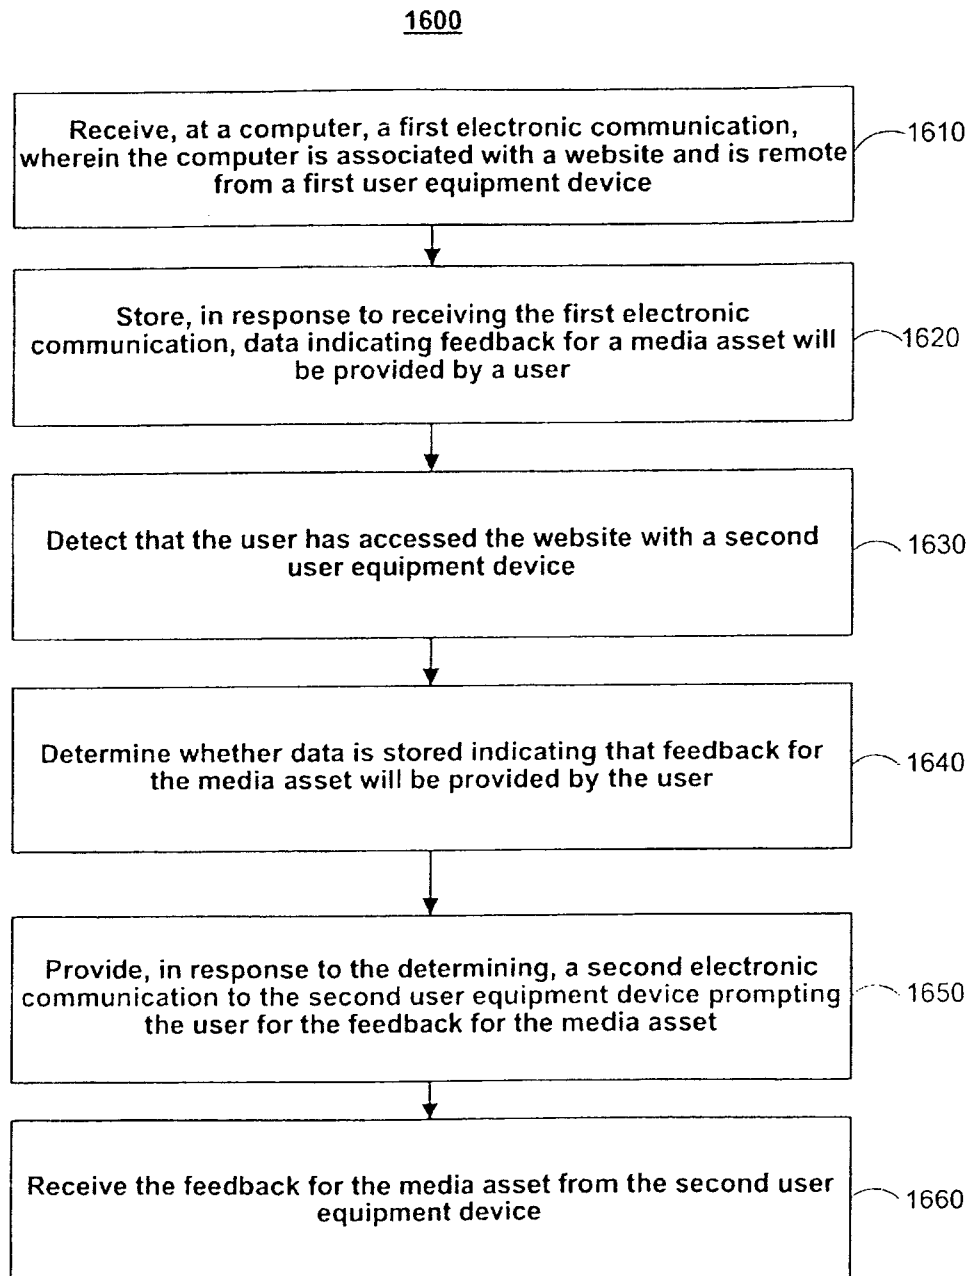 1600
Receive, at a computer, a first electronic communication,
wherein the computer is associated with a website and is remote
from a first user equipment device
1610
Store, in response to receiving the first electronic
communication, data indicating feedback for a media asset will
be provided by a user
1620
Detect that the user has accessed the website with a second
user equipment device
1630
Determine whether data is stored indicating that feedback for
the media asset will be provided by the user
1640
Provide, in response to the determining, a second electronic
communication to the second user equipment device prompting
the user for the feedback for the media asset
1650
Receive the feedback for the media asset from the second user
equipment device
1660